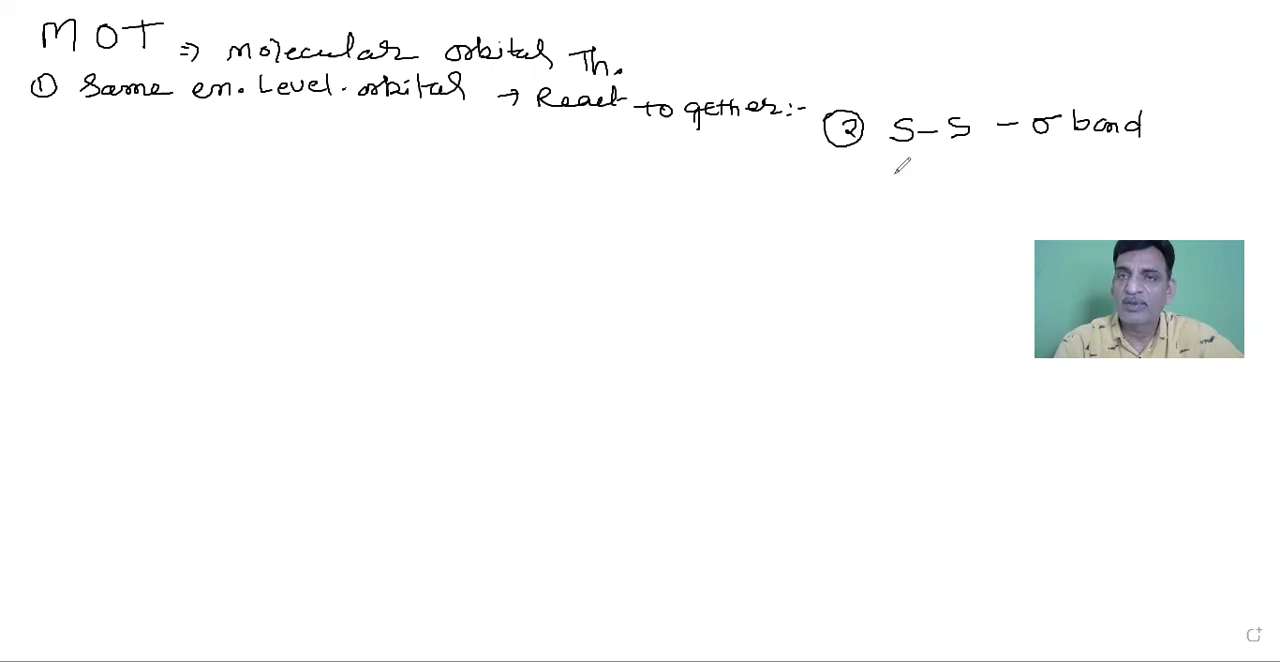 MOT ⇒ Molecular orbital Th.
① Same en. Level. orbital → React together:-
② S-S - σ bond